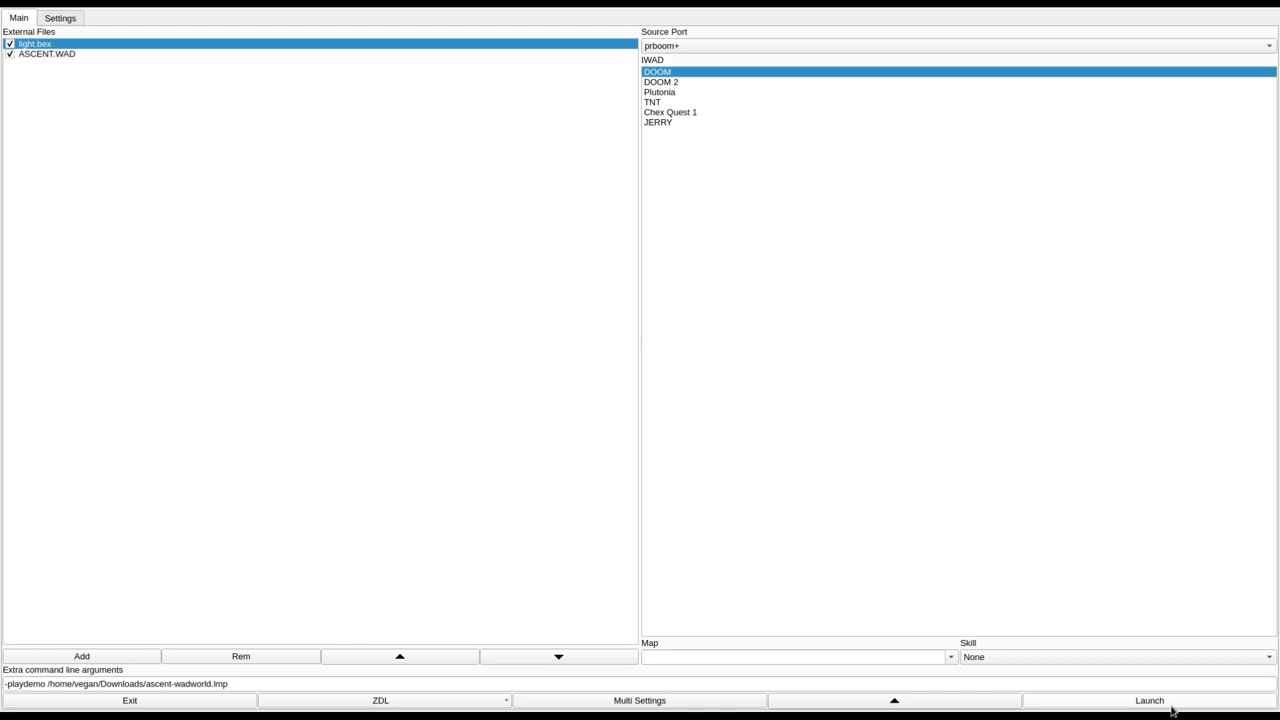 Main
Settings
External Files
light.bex
ASCENT.WAD
Source Port
prboom+
IWAD
DOOM
DOOM 2
Plutonia
TNT
Chex Quest 1
JERRY
Map
Skill
None
Add
Rem
Extra command line arguments
-playdemo /home/vegan/Downloads/ascent-wadworld.lmp
Exit
ZDL
Multi Settings
Launch